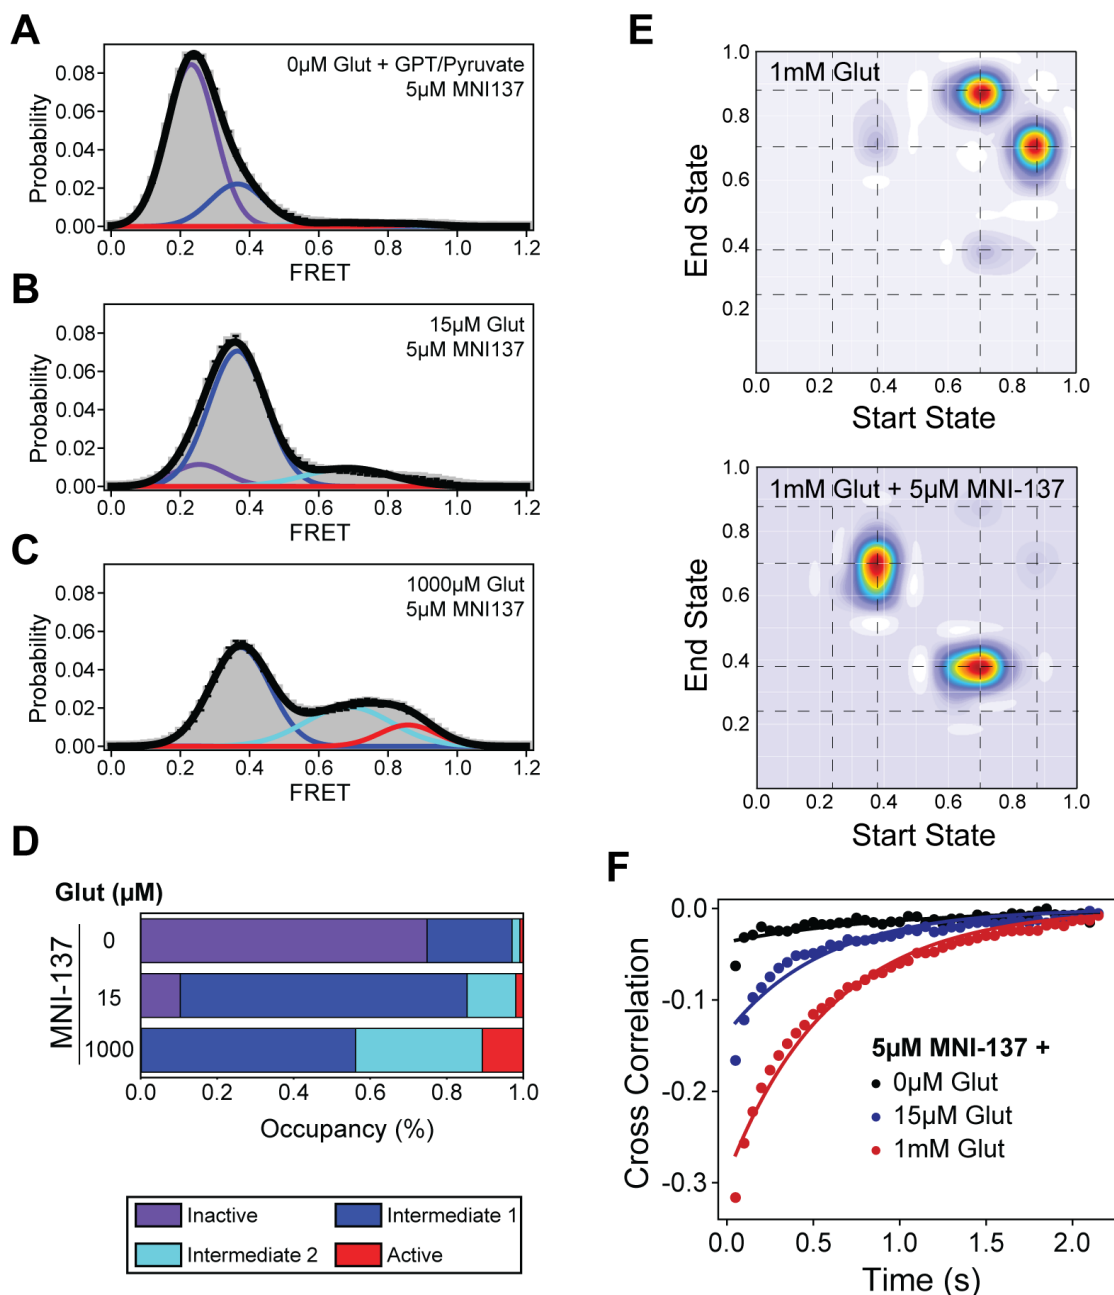 A
0µM Glut + GPT/Pyruvate
5µM MNI137
Probability
0.08
0.06
0.04
0.02
0.00
0.0 0.2 0.4 0.6 0.8 1.0 1.2
FRET
B
15µM Glut
5µM MNI137
Probability
0.08
0.06
0.04
0.02
0.00
0.0 0.2 0.4 0.6 0.8 1.0 1.2
FRET
C
1000µM Glut
5µM MNI137
Probability
0.08
0.06
0.04
0.02
0.00
0.0 0.2 0.4 0.6 0.8 1.0 1.2
FRET
D
Glut (µM)
MNI-137
0
15
1000
0.0 0.2 0.4 0.6 0.8 1.0
Occupancy (%)
Inactive
Intermediate 1
Intermediate 2
Active
E
1mM Glut
End State
1.0
0.8
0.6
0.4
0.2
0.0 0.2 0.4 0.6 0.8 1.0
Start State
1mM Glut + 5µM MNI-137
End State
1.0
0.8
0.6
0.4
0.2
0.0 0.2 0.4 0.6 0.8 1.0
Start State
F
Cross Correlation
0.0
-0.1
-0.2
-0.3
5µM MNI-137 +
0µM Glut
15µM Glut
1mM Glut
0.0 0.5 1.0 1.5 2.0
Time (s)